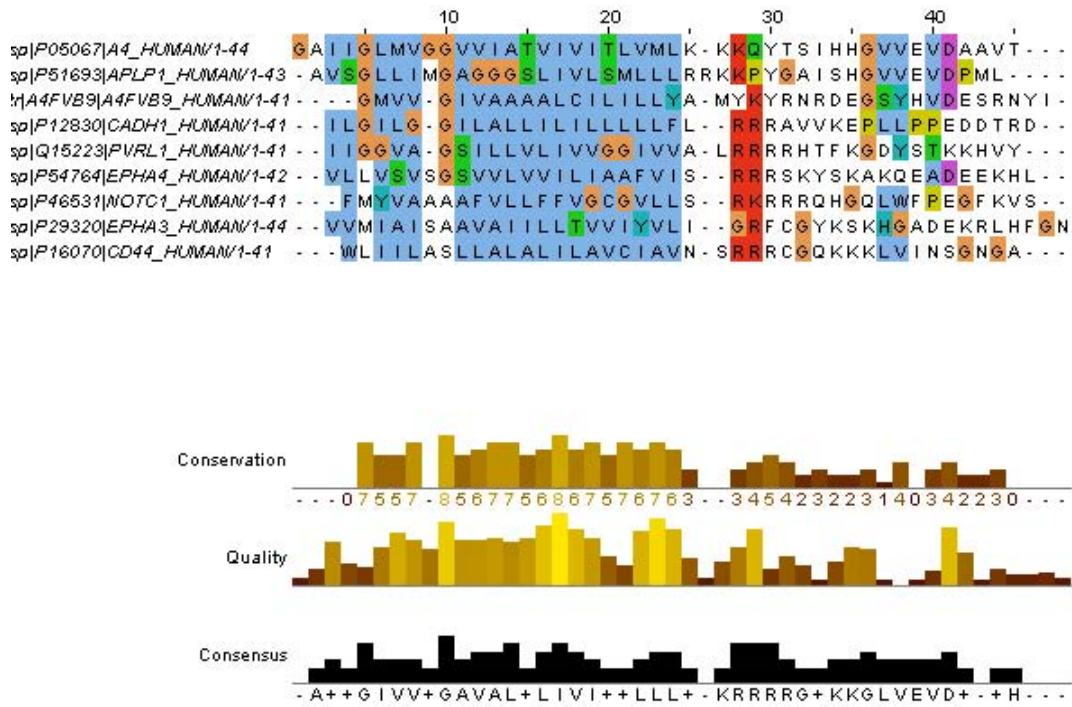 10 20 30 40
sp|P05067|A4_HUMAN/1-44 GAIIGLMVGGVVIATVIVITLVMLK-KKQYTSIHHGVVEVDAAVT---
sp|P51693|APLP1_HUMAN/1-43 -AVSGLLIMGAGGGSLIVLSMLLLRRKKPYGAISHGVVEVDPML----
tr|A4FVB9|A4FVB9_HUMAN/1-41 ----GMVV-GIVAAAALCILILLYA-MYKYRNRDEGSYHVDESRNYI-
sp|P12830|CADH1_HUMAN/1-41 --ILGILG-GILALLILILLLLLFL--RRRAVVKEPLLPPEDDTRD--
sp|Q15223|PVRL1_HUMAN/1-41 --IIGGVA-GSILLVLIVVGGIVVA-LRRRRHTFKGDYSTKKHVY---
sp|P54764|EPHA4_HUMAN/1-42 --VLLVSVSGSVVLVVLIAAFVIS--RRRSKYSKAKQEADEEKHL---
sp|P46531|NOTC1_HUMAN/1-41 ---FMYVAAAAFVLLFFVGCGVLLS--RKRRRQHGQLWFPEGFKVS--
sp|P29320|EPHA3_HUMAN/1-44 --VVMIAISAAVAIILLTVVIYVLI--GRFCGYKSKHGADEKRLHFGN
sp|P16070|CD44_HUMAN/1-41 ---WLIILASLLALALILAVCIAVN-SRRRCGQKKKLVINSGNGA---
Conservation
---07557-8567756867576763--345423223140342230---
Quality
Consensus
-A++GIVV+GAVAL+LIVI++LLL+-KRRRRG+KKGLVEVD+-+H---